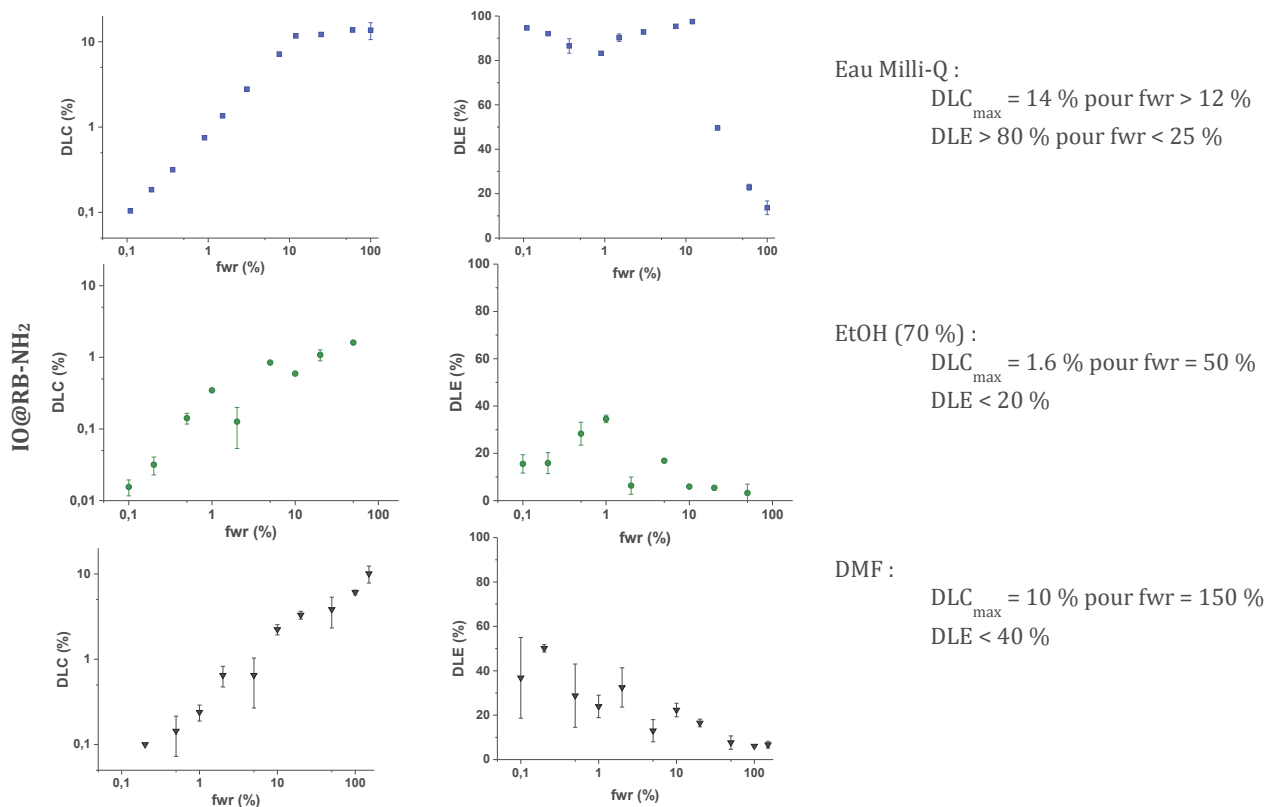 10
1
0,1
DLC (%)
0,1 1 10 100
fwr (%)
100
80
60
40
20
0
DLE (%)
0,1 1 10 100
fwr (%)
Eau Milli-Q :
DLCmax = 14 % pour fwr > 12 %
DLE > 80 % pour fwr < 25 %
IO@RB-NH2
1
0,1
0,01
DLC (%)
0,1 1 10 100
fwr (%)
100
80
60
40
20
0
DLE (%)
0,1 1 10 100
fwr (%)
EtOH (70 %) :
DLCmax = 1.6 % pour fwr = 50 %
DLE < 20 %
10
1
0,1
DLC (%)
0,1 1 10 100
fwr (%)
100
80
60
40
20
0
DLE (%)
0,1 1 10 100
fwr (%)
DMF :
DLCmax = 10 % pour fwr = 150 %
DLE < 40 %